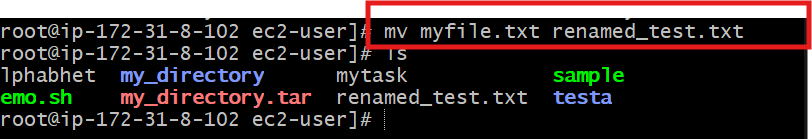 root@ip-172-31-8-102 ec2-user]# mv myfile.txt renamed_test.txt
root@ip-172-31-8-102 ec2-user]# ls
lphabhet my_directory mytask sample
emo.sh my_directory.tar renamed_test.txt testa
root@ip-172-31-8-102 ec2-user]#